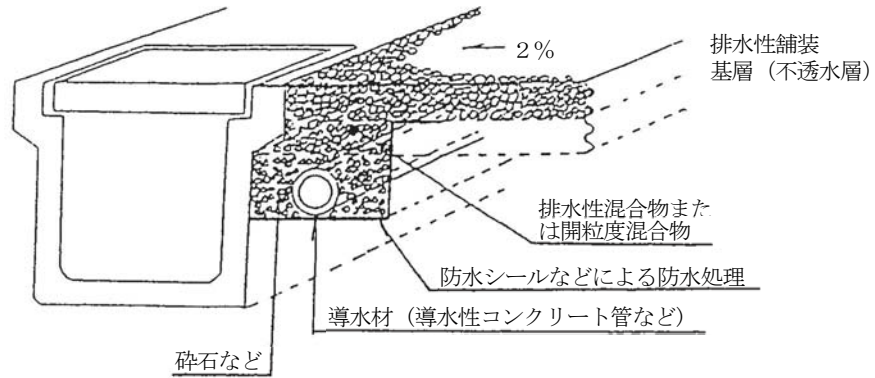 2%
排水性舗装
基層（不透水層）
排水性混合物また
は開粒度混合物
防水シールなどによる防水処理
導水材（導水性コンクリート管など）
砕石など